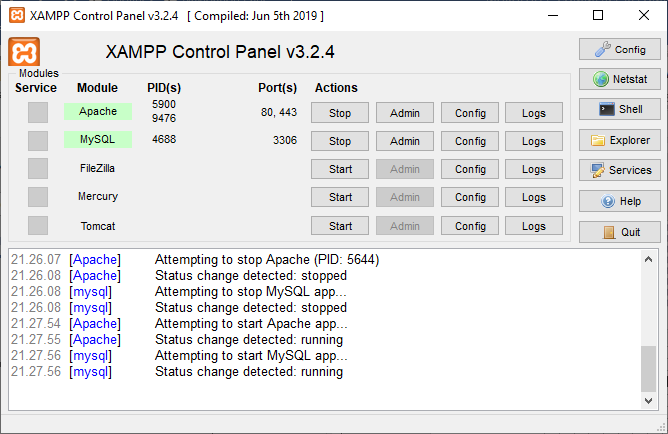 XAMPP Control Panel v3.2.4   [ Compiled: Jun 5th 2019 ]
XAMPP Control Panel v3.2.4
Config
Modules
Service Module PID(s) Port(s) Actions
Netstat
Apache 5900 9476 80, 443 Stop Admin Config Logs
Shell
MySQL 4688 3306 Stop Admin Config Logs
Explorer
FileZilla Start Admin Config Logs
Services
Mercury Start Admin Config Logs
Help
Tomcat Start Admin Config Logs
Quit
21.26.07 [Apache] Attempting to stop Apache (PID: 5644)
21.26.08 [Apache] Status change detected: stopped
21.26.08 [mysql] Attempting to stop MySQL app...
21.26.08 [mysql] Status change detected: stopped
21.27.54 [Apache] Attempting to start Apache app...
21.27.55 [Apache] Status change detected: running
21.27.56 [mysql] Attempting to start MySQL app...
21.27.56 [mysql] Status change detected: running